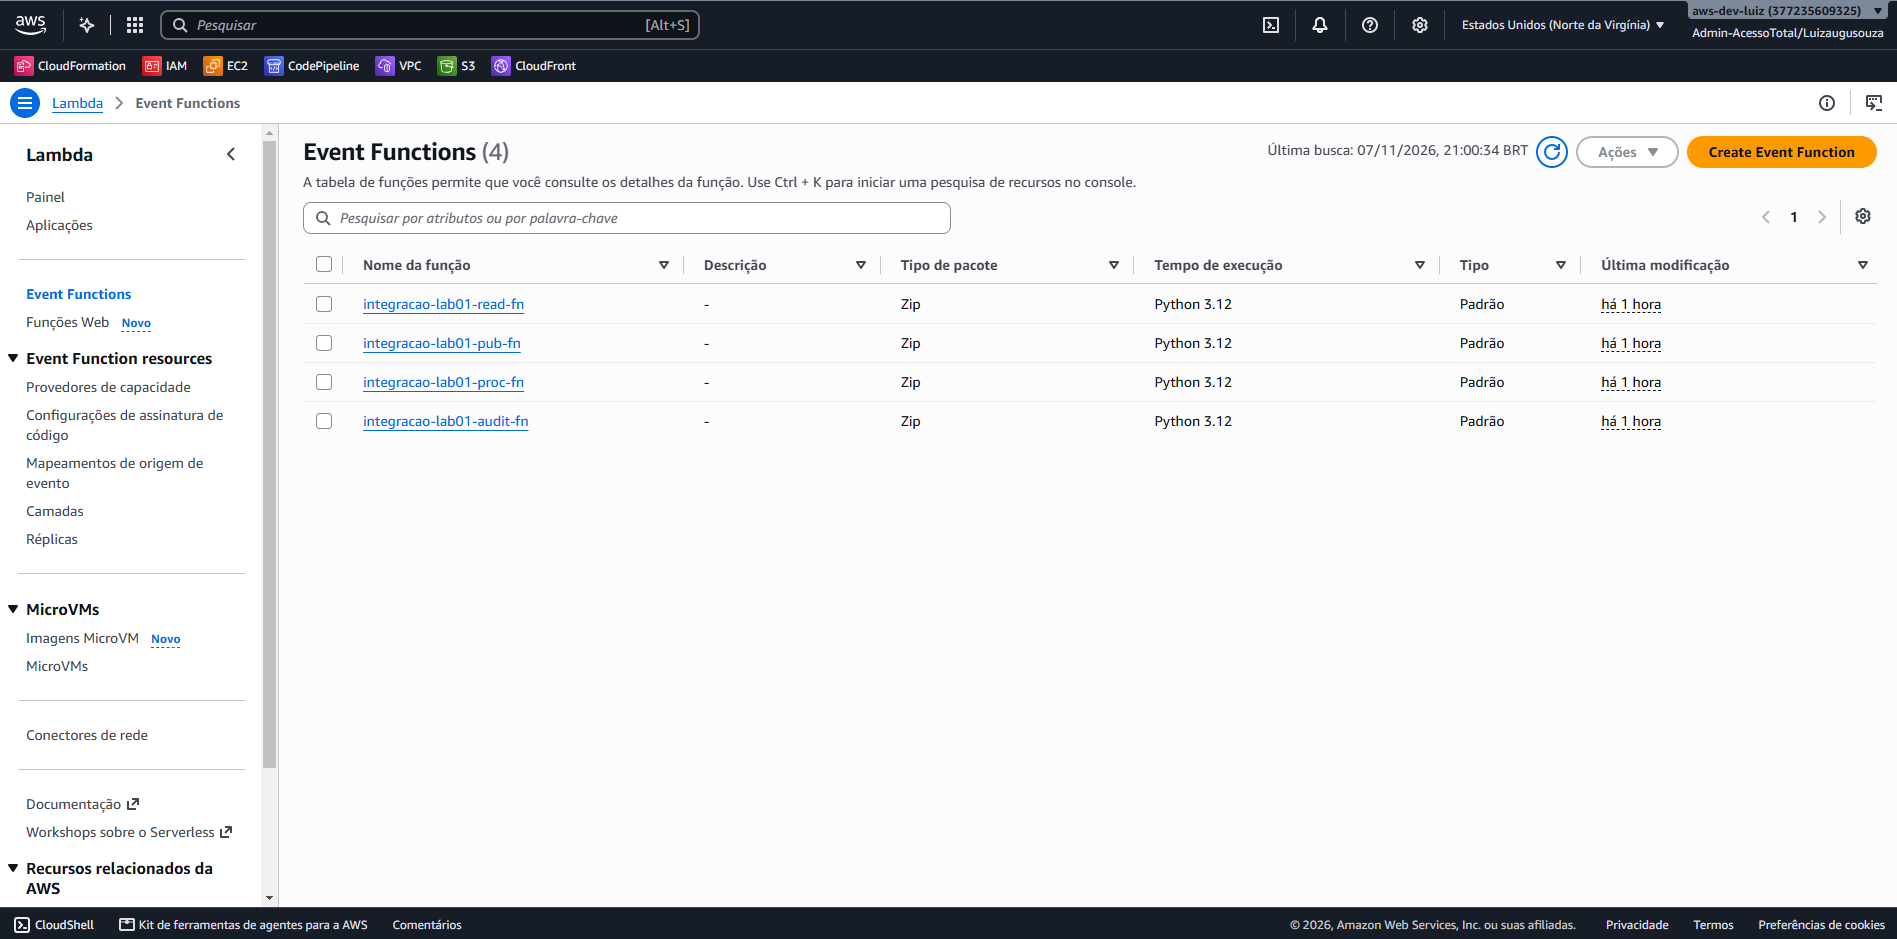 aws
Pesquisar [Alt+S]
Estados Unidos (Norte da Virgínia)
aws-dev-luiz (377235609325)
Admin-AcessoTotal/Luizaugusouza
CloudFormation IAM EC2 CodePipeline VPC S3 CloudFront
Lambda Event Functions
Lambda
Painel
Aplicações
Event Functions
Funções Web Novo
Event Function resources
Provedores de capacidade
Configurações de assinatura de
código
Mapeamentos de origem de
evento
Camadas
Réplicas
MicroVMs
Imagens MicroVM Novo
MicroVMs
Conectores de rede
Documentação
Workshops sobre o Serverless
Recursos relacionados da
AWS
Event Functions (4)
Última busca: 07/11/2026, 21:00:34 BRT
Ações
Create Event Function
A tabela de funções permite que você consulte os detalhes da função. Use Ctrl + K para iniciar uma pesquisa de recursos no console.
Pesquisar por atributos ou por palavra-chave
1
Nome da função Descrição Tipo de pacote Tempo de execução Tipo Última modificação
integracao-lab01-read-fn - Zip Python 3.12 Padrão há 1 hora
integracao-lab01-pub-fn - Zip Python 3.12 Padrão há 1 hora
integracao-lab01-proc-fn - Zip Python 3.12 Padrão há 1 hora
integracao-lab01-audit-fn - Zip Python 3.12 Padrão há 1 hora
CloudShell Kit de ferramentas de agentes para a AWS Comentários
© 2026, Amazon Web Services, Inc. ou suas afiliadas. Privacidade Termos Preferências de cookies